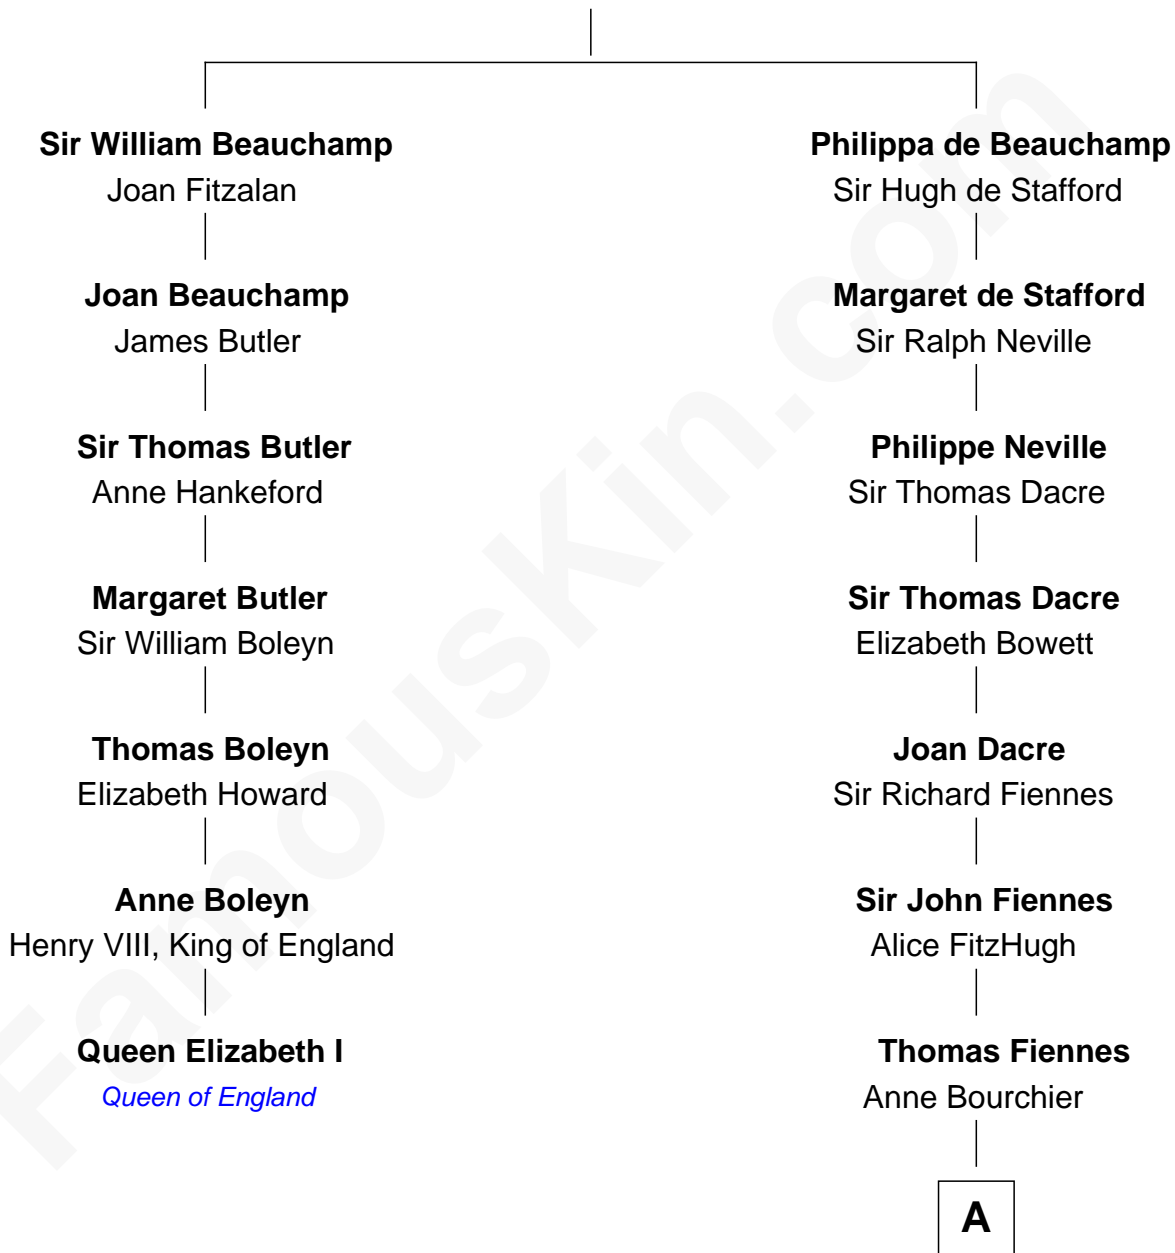 Sir William Beauchamp
Joan Fitzalan
Joan Beauchamp
James Butler
Sir Thomas Butler
Anne Hankeford
Margaret Butler
Sir William Boleyn
Thomas Boleyn
Elizabeth Howard
Anne Boleyn
Henry VIII, King of England
Queen Elizabeth I
Queen of England
Philippa de Beauchamp
Sir Hugh de Stafford
Margaret de Stafford
Sir Ralph Neville
Philippe Neville
Sir Thomas Dacre
Sir Thomas Dacre
Elizabeth Bowett
Joan Dacre
Sir Richard Fiennes
Sir John Fiennes
Alice FitzHugh
Thomas Fiennes
Anne Bourchier
A
FamousKin.com